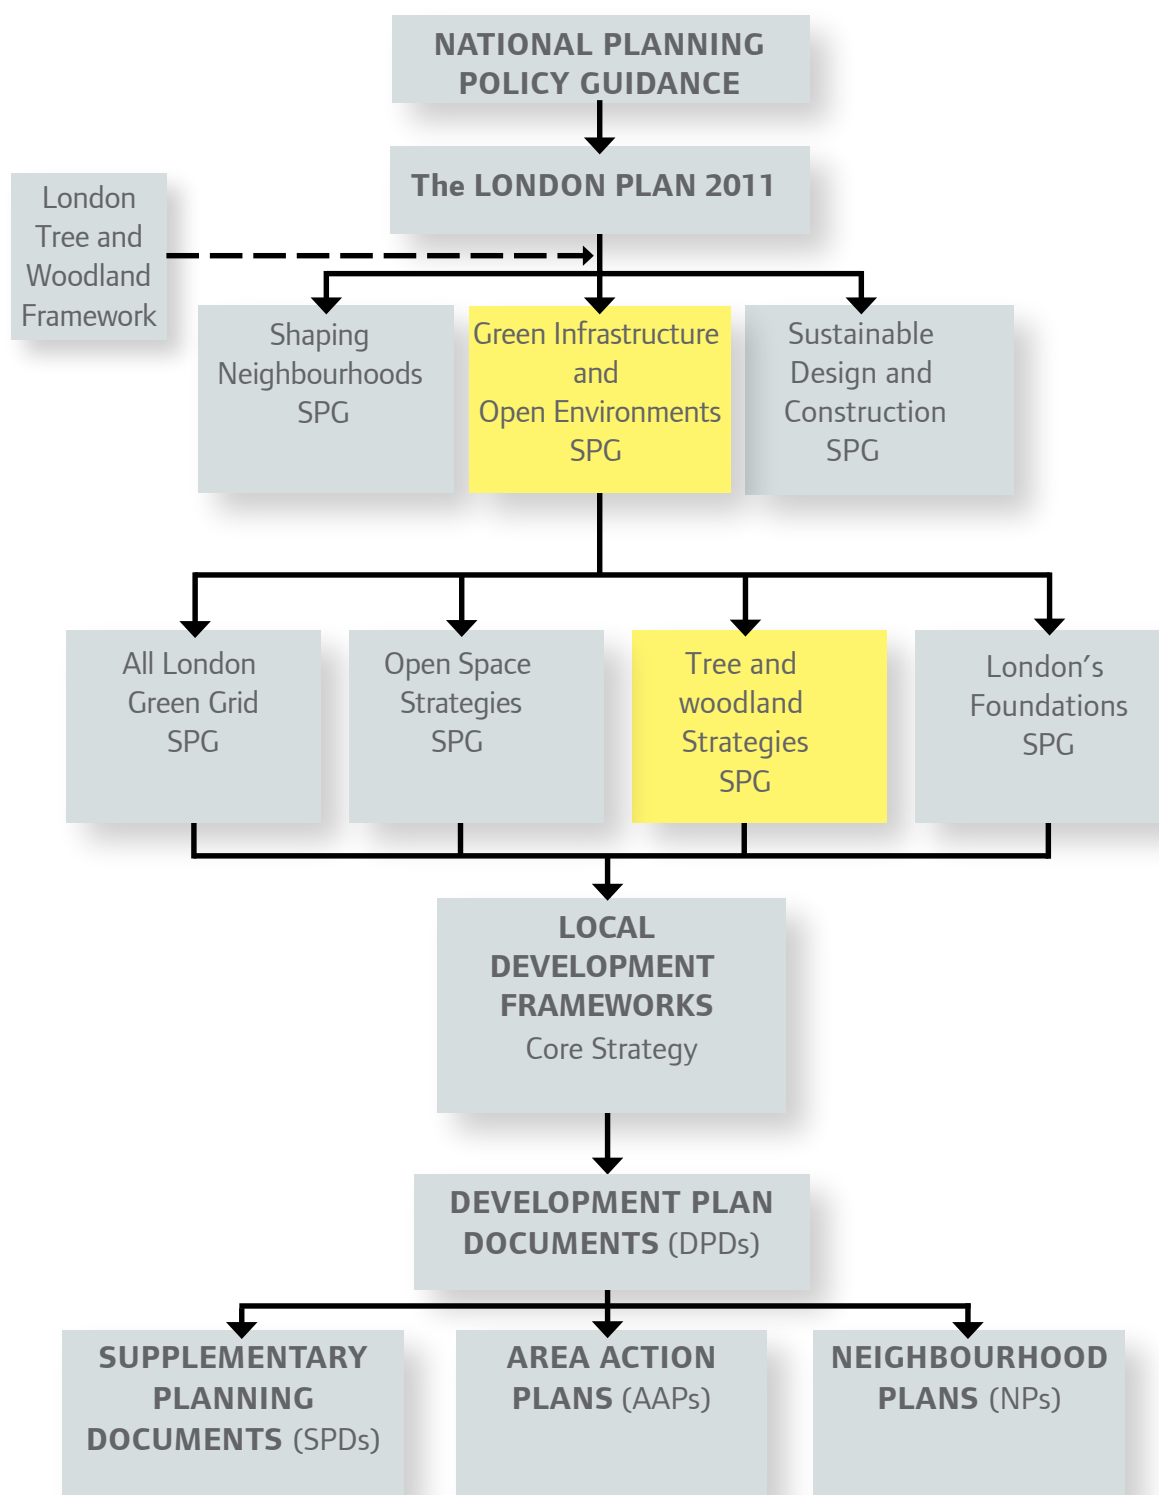 NATIONAL PLANNING
POLICY GUIDANCE
The LONDON PLAN 2011
London
Tree and
Woodland
Framework
Shaping
Neighbourhoods
SPG
Green Infrastructure
and
Open Environments
SPG
Sustainable
Design and
Construction
SPG
All London
Green Grid
SPG
Open Space
Strategies
SPG
Tree and
woodland
Strategies
SPG
London's
Foundations
SPG
LOCAL
DEVELOPMENT
FRAMEWORKS
Core Strategy
DEVELOPMENT PLAN
DOCUMENTS (DPDs)
SUPPLEMENTARY
PLANNING
DOCUMENTS (SPDs)
AREA ACTION
PLANS (AAPs)
NEIGHBOURHOOD
PLANS (NPs)